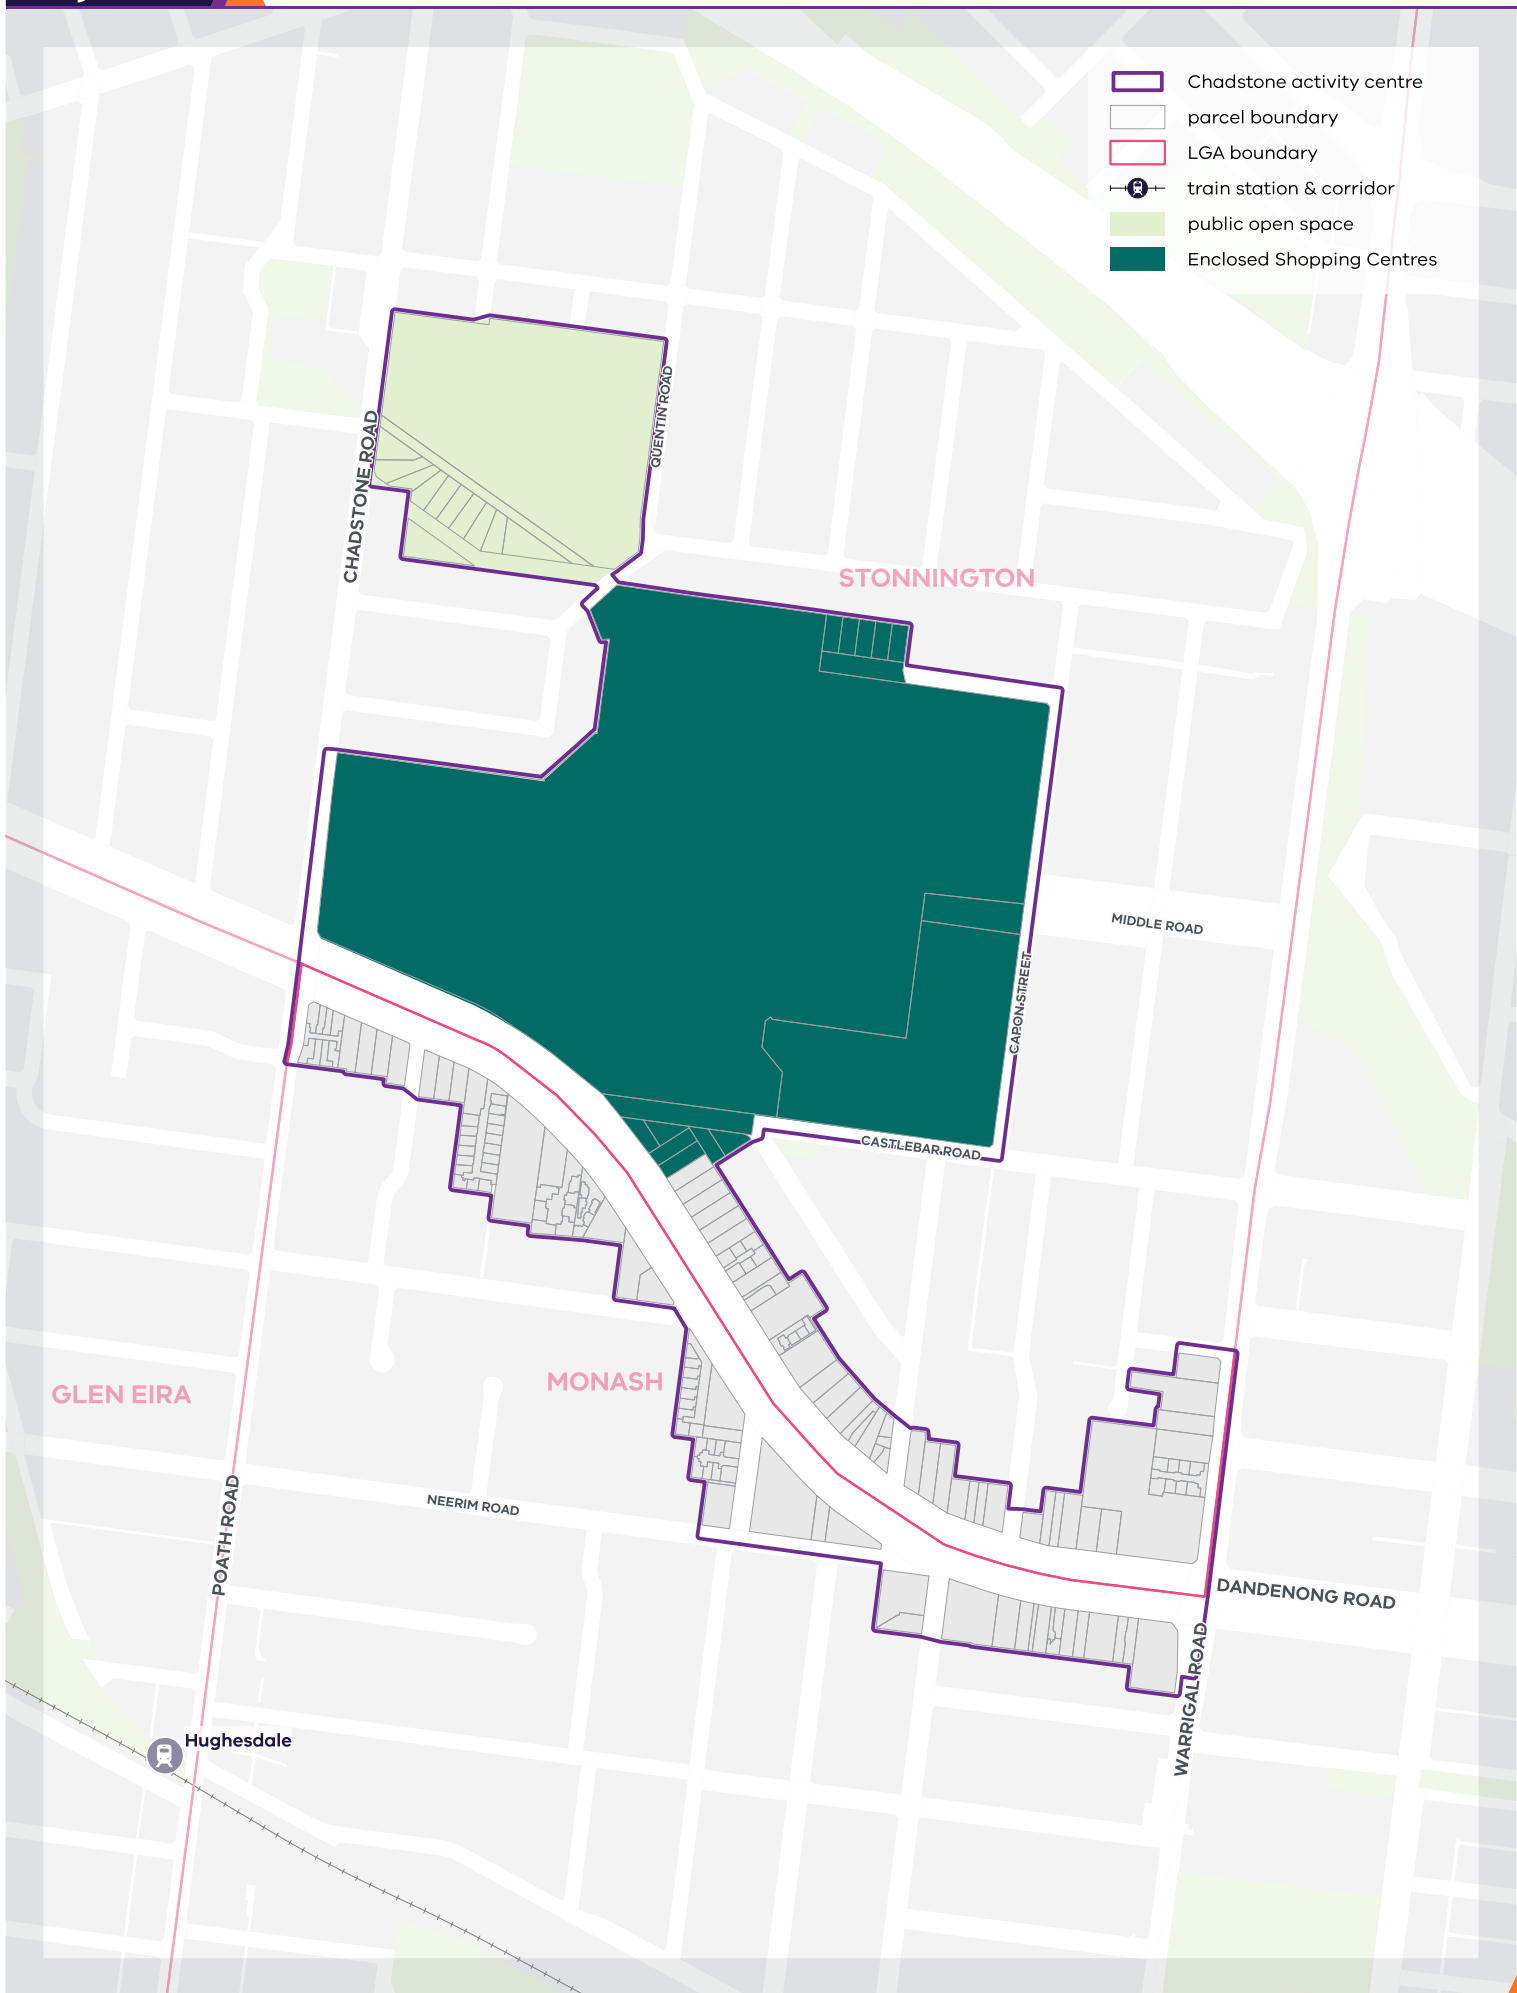 Chadstone activity centre
parcel boundary
LGA boundary
train station & corridor
public open space
Enclosed Shopping Centres
QUENTIN ROAD
CHADSTONE ROAD
STONNINGTON
MIDDLE ROAD
CAPON STREET
CASTLEBAR ROAD
MONASH
GLEN EIRA
NEERIM ROAD
POATH ROAD
DANDENONG ROAD
WARRIGAL ROAD
Hughesdale